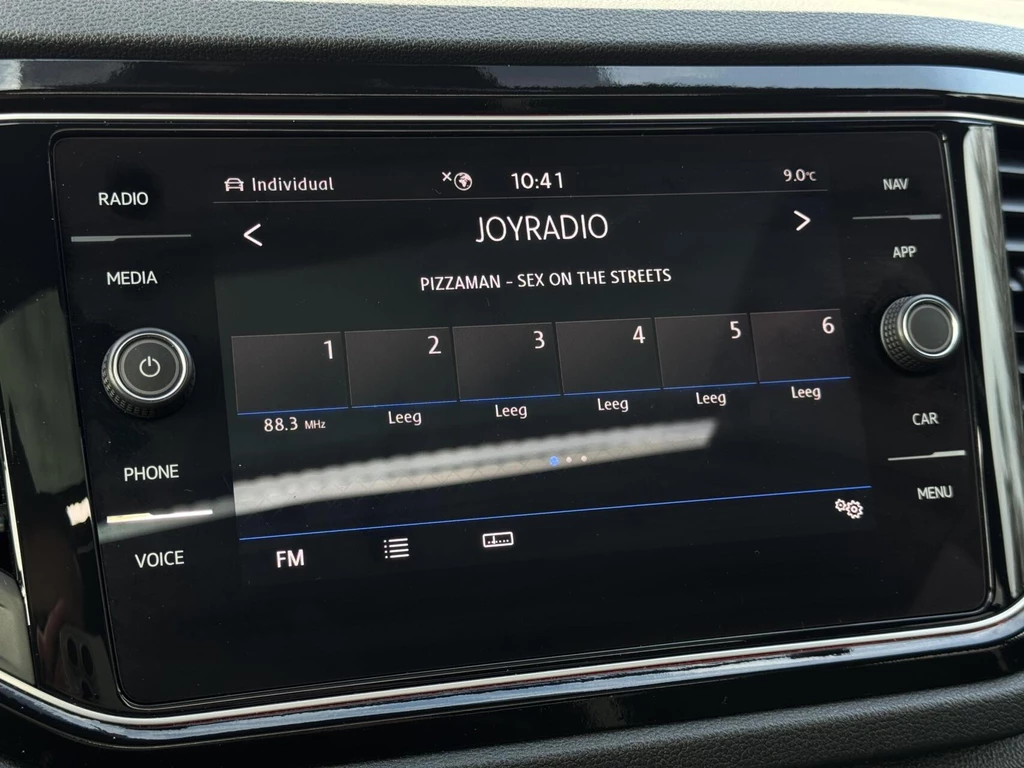 RADIO
MEDIA
PHONE
VOICE
Individual
10:41
9.0°C
JOYRADIO
PIZZAMAN - SEX ON THE STREETS
1
2
3
4
5
6
88.3 MHz
Leeg
Leeg
Leeg
Leeg
Leeg
FM
NAV
APP
CAR
MENU